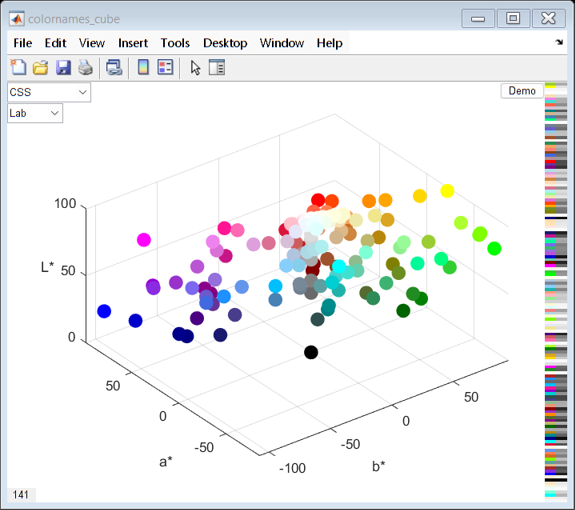 colornames_cube
File Edit View Insert Tools Desktop Window Help
CSS
Demo
Lab
100
L*
50
0
50
0
-50
a*
-100
-50
0
50
b*
141